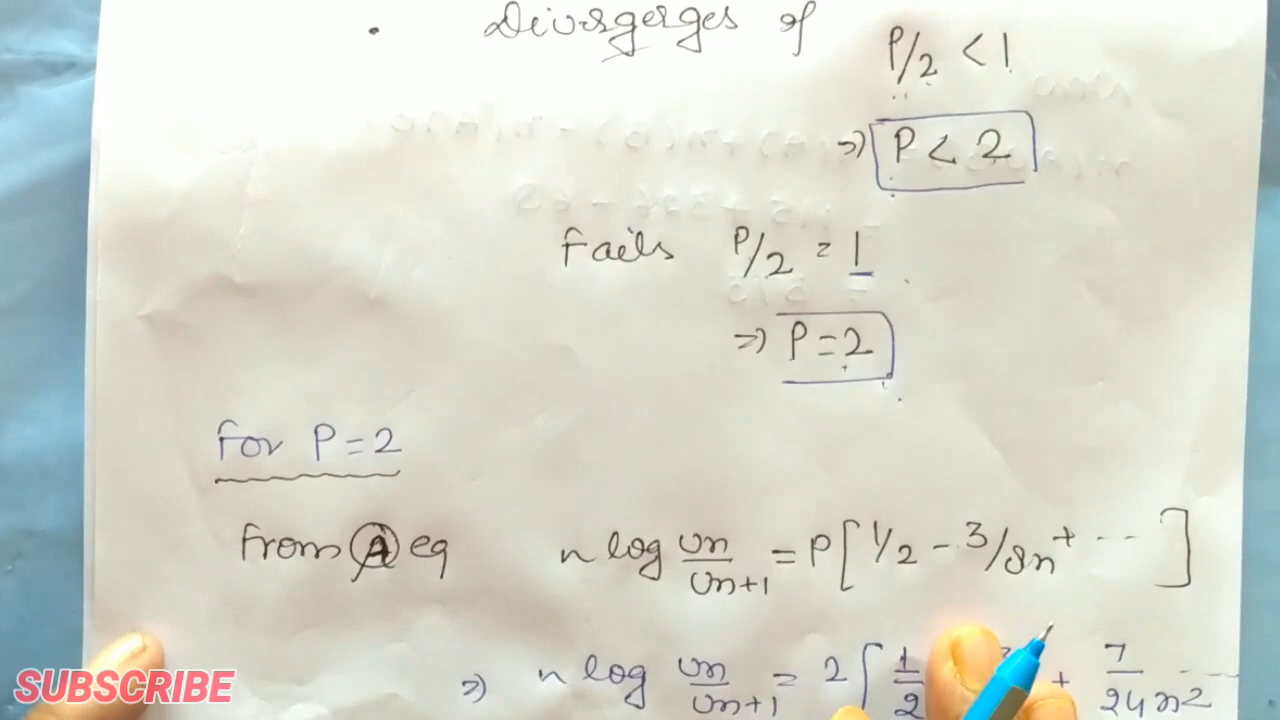 Divergerges of
P/2 < 1
⇒ P < 2
Fails P/2 = 1
⇒ P = 2
For P = 2
From A eq n log un/un+1 = P[1/2 - 3/8n + ... ]
⇒ n log un/un+1 = 2[1/2 + 7/24n2 ...
SUBSCRIBE